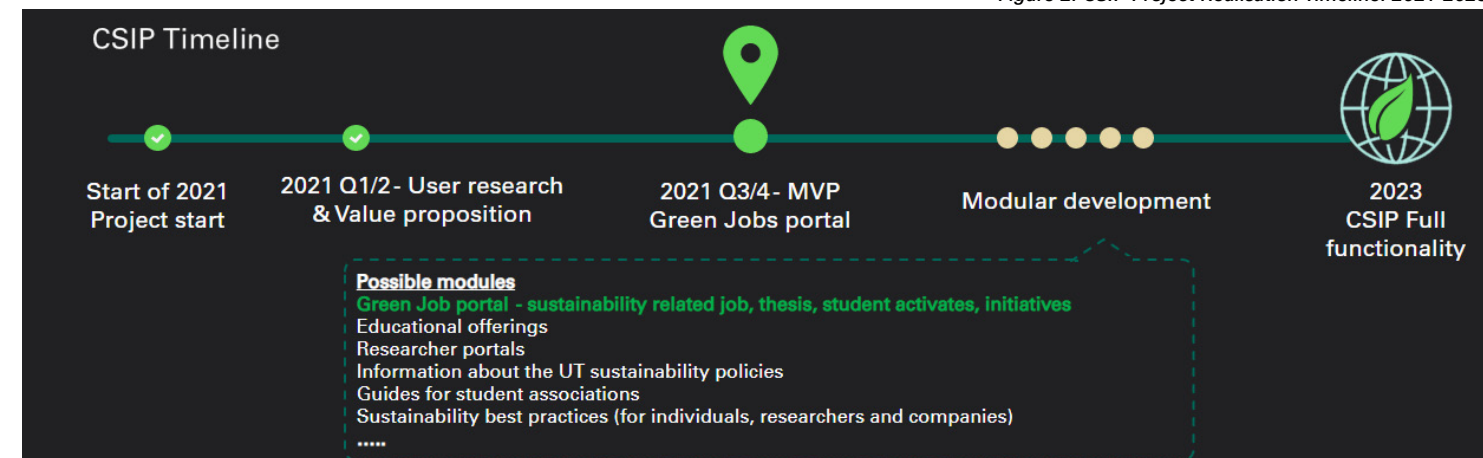 CSIP Timeline
Start of 2021
Project start
2021 Q1/2- User research
& Value proposition
2021 Q3/4- MVP
Green Jobs portal
Modular development
2023
CSIP Full
functionality
Possible modules
Green Job portal - sustainability related job, thesis, student activates, initiatives
Educational offerings
Researcher portals
Information about the UT sustainability policies
Guides for student associations
Sustainability best practices (for individuals, researchers and companies)
.....